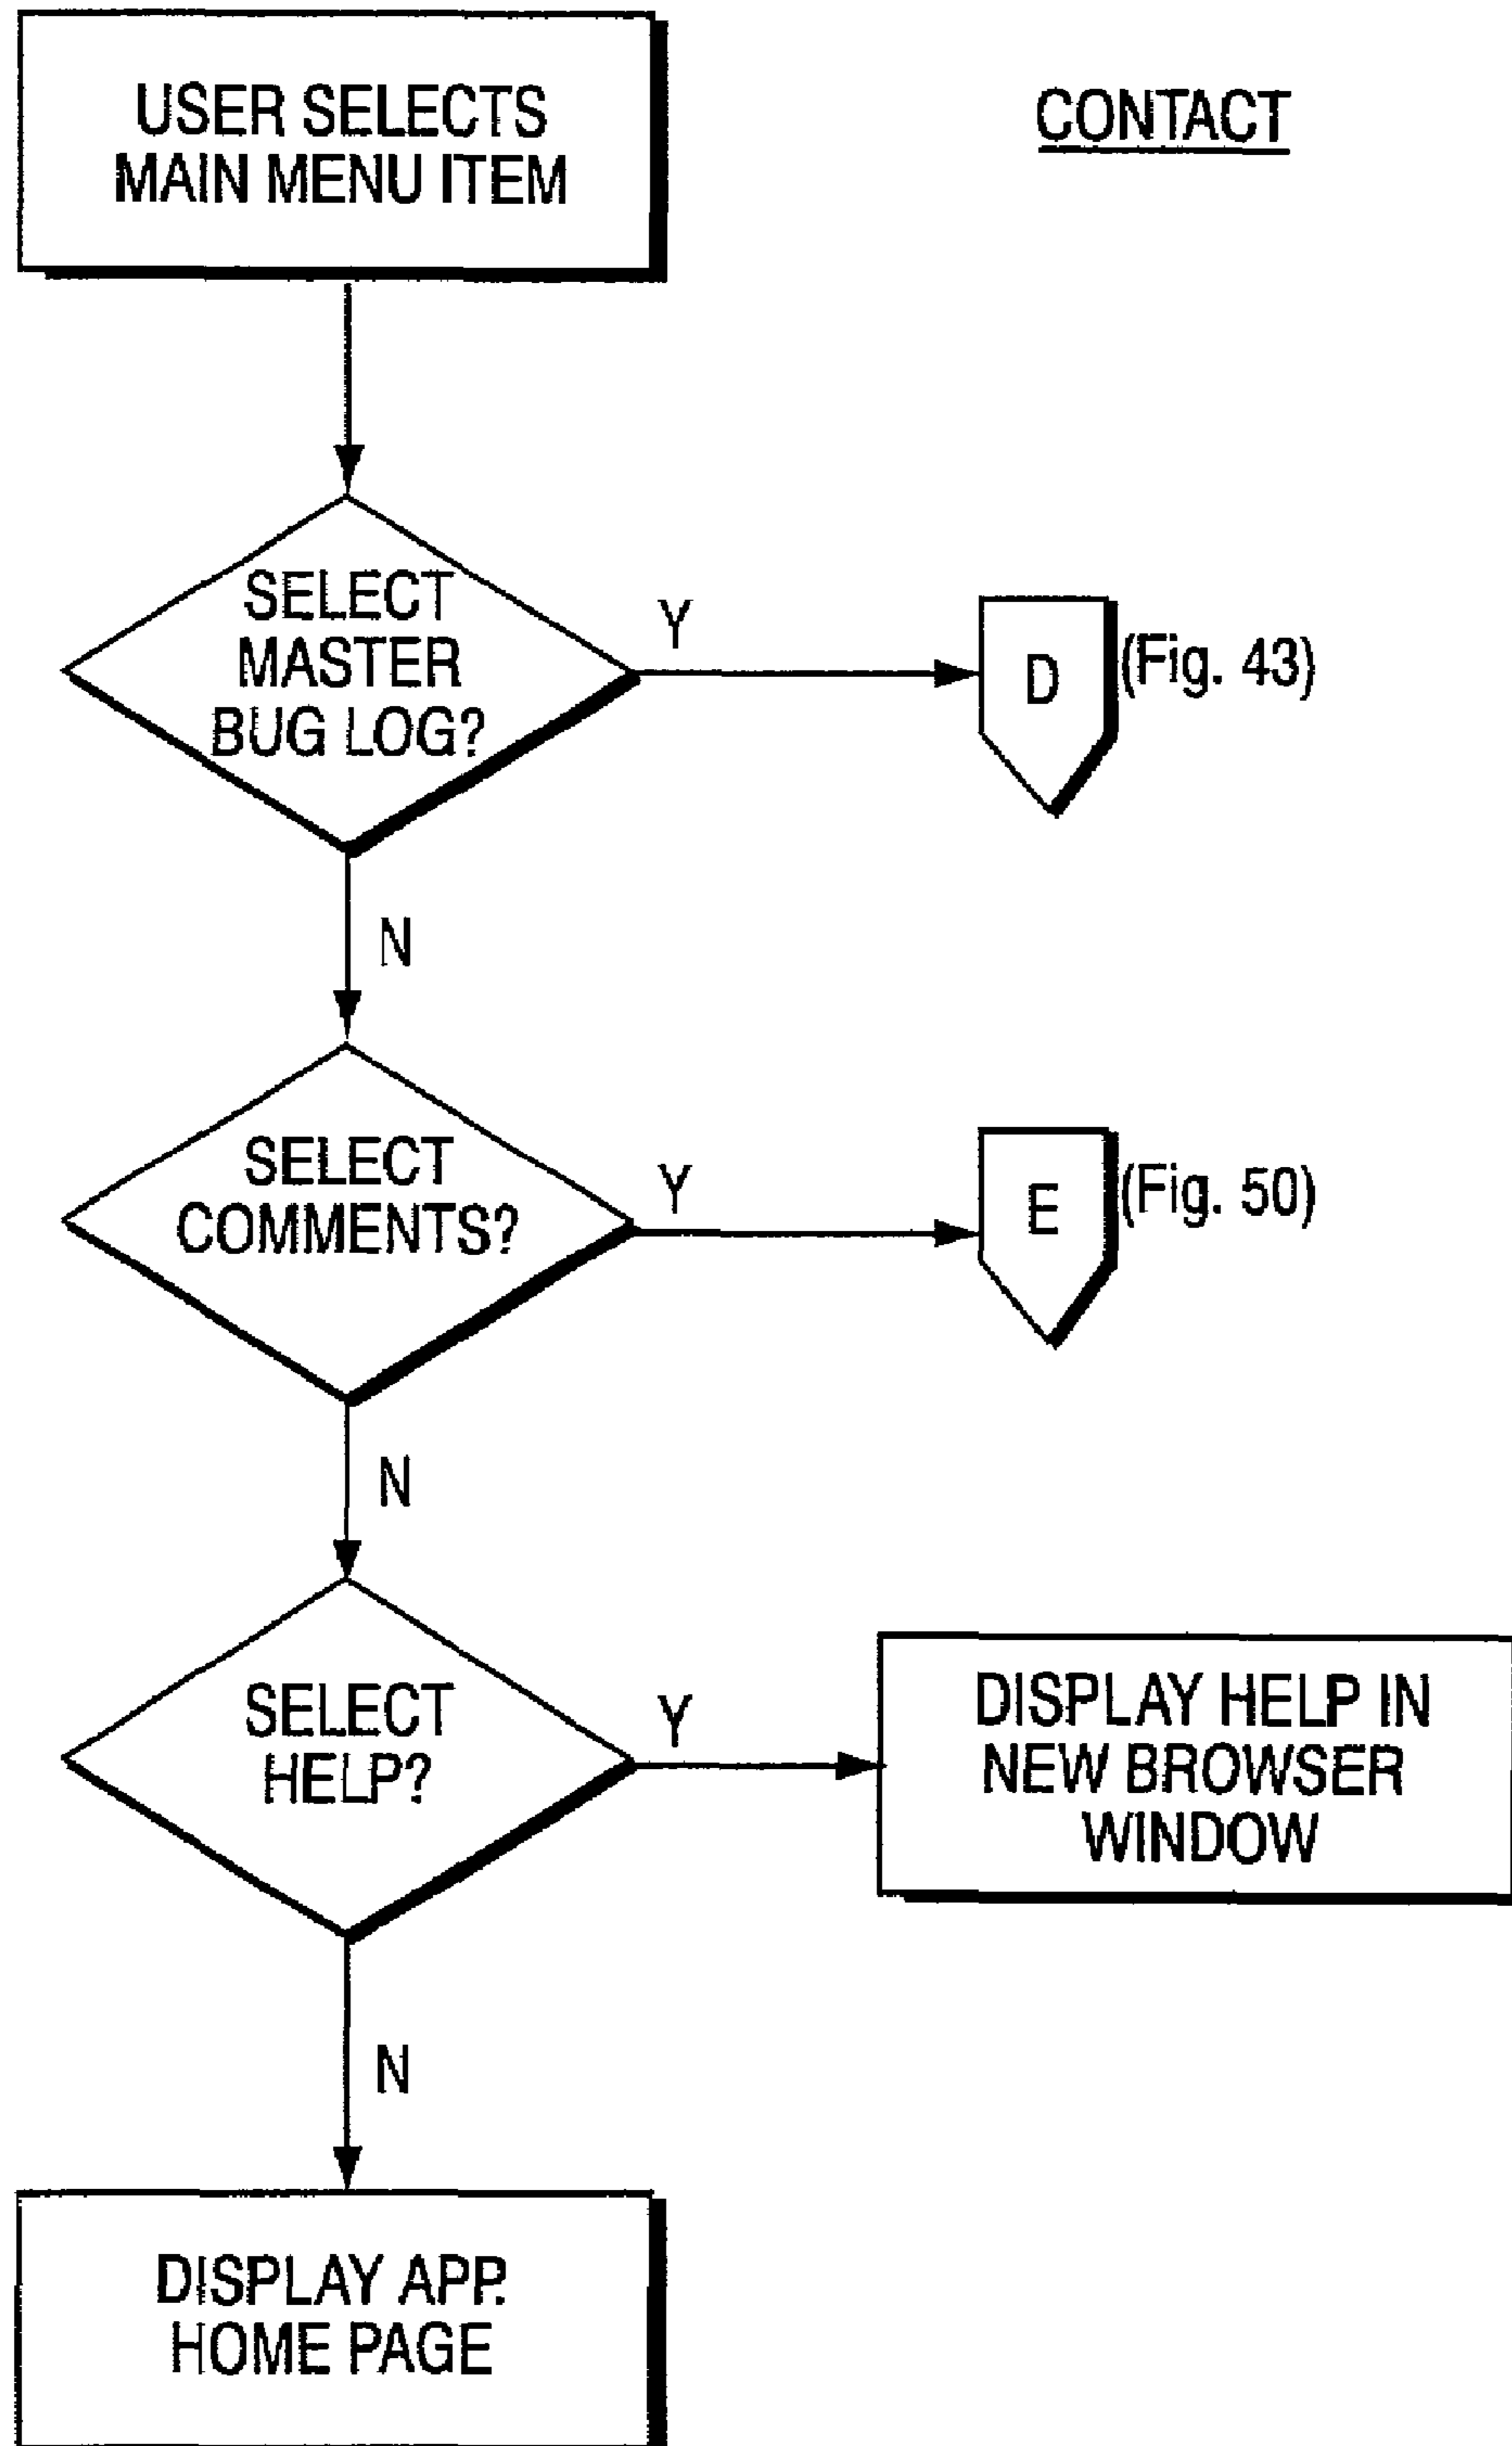 USER SELECTS
MAIN MENU ITEM
CONTACT
SELECT
MASTER
BUG LOG?
Y
D
(Fig. 43)
N
SELECT
COMMENTS?
Y
E
(Fig. 50)
N
SELECT
HELP?
Y
DISPLAY HELP IN
NEW BROWSER
WINDOW
N
DISPLAY APP.
HOME PAGE